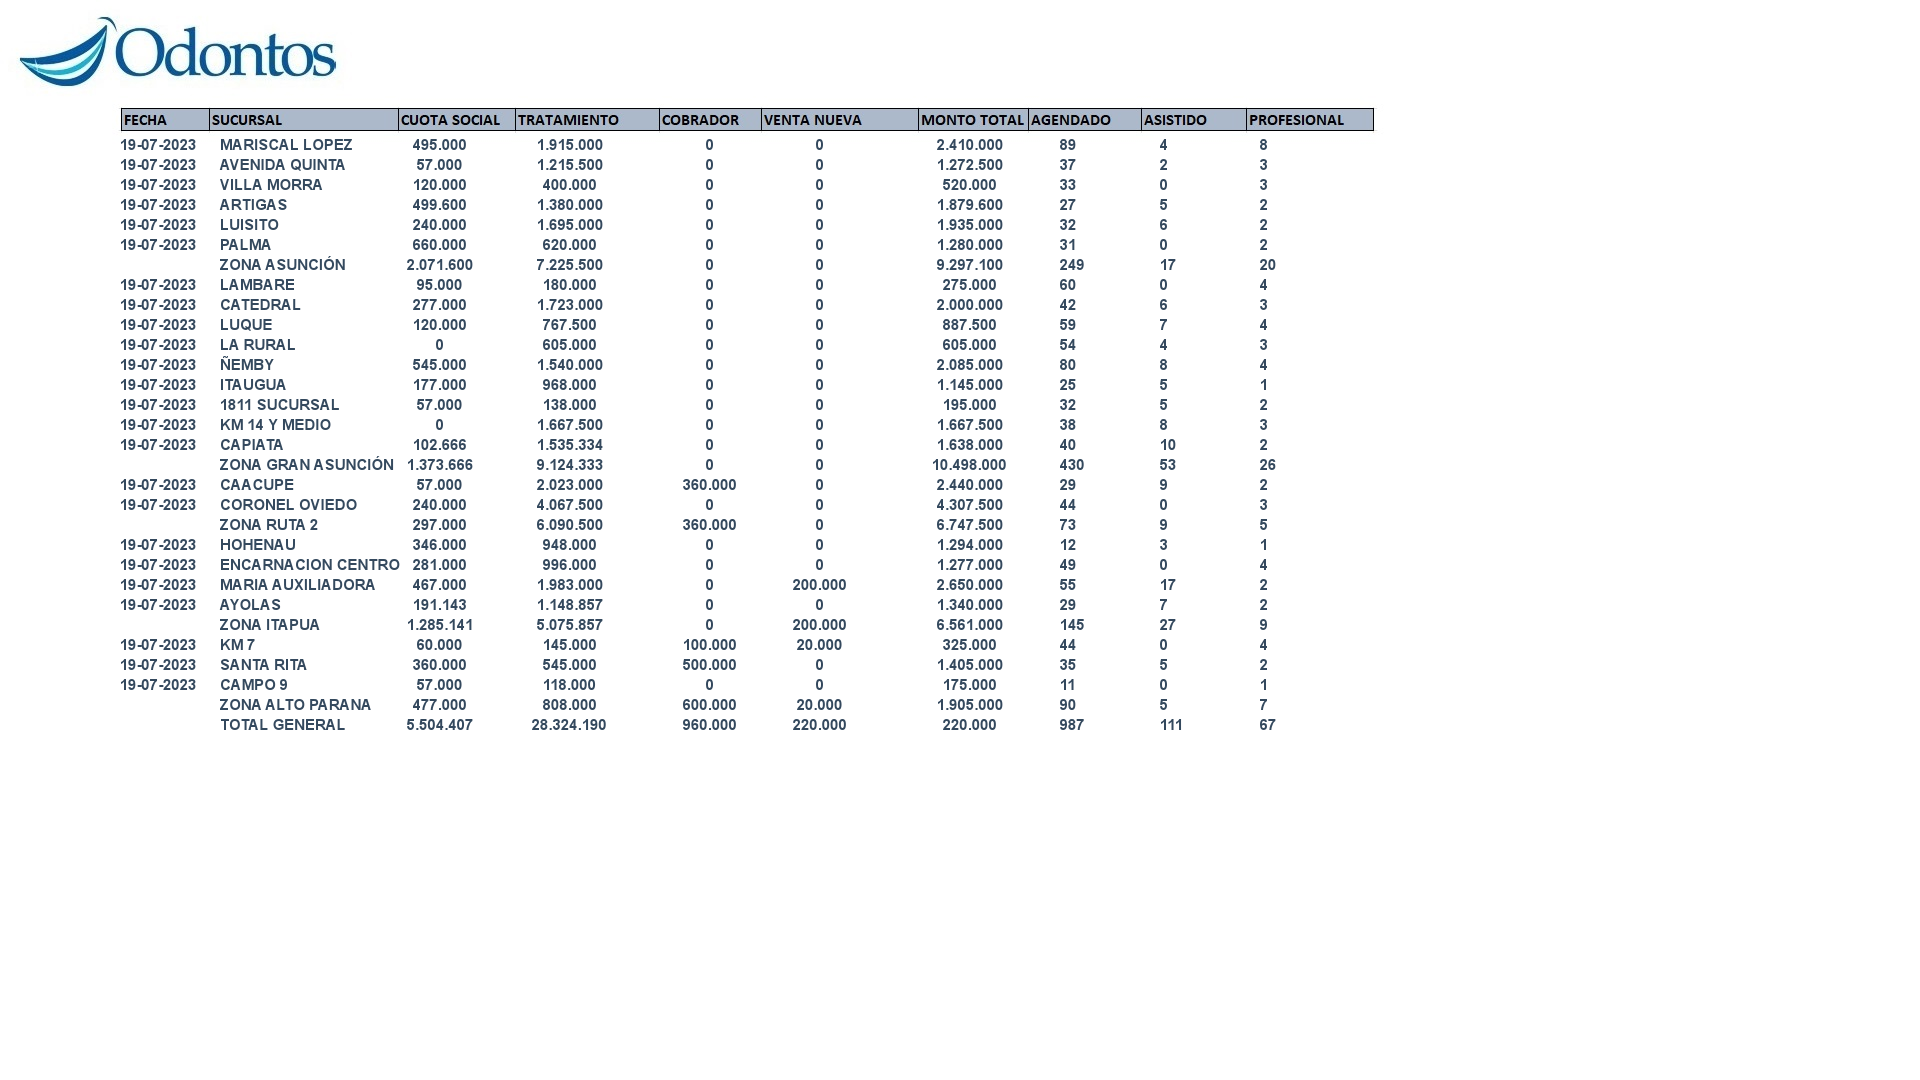 Odontos
FECHA SUCURSAL CUOTA SOCIAL TRATAMIENTO COBRADOR VENTA NUEVA MONTO TOTAL AGENDADO ASISTIDO PROFESIONAL
19-07-2023 MARISCAL LOPEZ 495.000 1.915.000 0 0 2.410.000 89 4 8
19-07-2023 AVENIDA QUINTA 57.000 1.215.500 0 0 1.272.500 37 2 3
19-07-2023 VILLA MORRA 120.000 400.000 0 0 520.000 33 0 3
19-07-2023 ARTIGAS 499.600 1.380.000 0 0 1.879.600 27 5 2
19-07-2023 LUISITO 240.000 1.695.000 0 0 1.935.000 32 6 2
19-07-2023 PALMA 660.000 620.000 0 0 1.280.000 31 0 2
ZONA ASUNCIÓN 2.071.600 7.225.500 0 0 9.297.100 249 17 20
19-07-2023 LAMBARE 95.000 180.000 0 0 275.000 60 0 4
19-07-2023 CATEDRAL 277.000 1.723.000 0 0 2.000.000 42 6 3
19-07-2023 LUQUE 120.000 767.500 0 0 887.500 59 7 4
19-07-2023 LA RURAL 0 605.000 0 0 605.000 54 4 3
19-07-2023 ÑEMBY 545.000 1.540.000 0 0 2.085.000 80 8 4
19-07-2023 ITAUGUA 177.000 968.000 0 0 1.145.000 25 5 1
19-07-2023 1811 SUCURSAL 57.000 138.000 0 0 195.000 32 5 2
19-07-2023 KM 14 Y MEDIO 0 1.667.500 0 0 1.667.500 38 8 3
19-07-2023 CAPIATA 102.666 1.535.334 0 0 1.638.000 40 10 2
ZONA GRAN ASUNCIÓN 1.373.666 9.124.333 0 0 10.498.000 430 53 26
19-07-2023 CAACUPE 57.000 2.023.000 360.000 0 2.440.000 29 9 2
19-07-2023 CORONEL OVIEDO 240.000 4.067.500 0 0 4.307.500 44 0 3
ZONA RUTA 2 297.000 6.090.500 360.000 0 6.747.500 73 9 5
19-07-2023 HOHENAU 346.000 948.000 0 0 1.294.000 12 3 1
19-07-2023 ENCARNACION CENTRO 281.000 996.000 0 0 1.277.000 49 0 4
19-07-2023 MARIA AUXILIADORA 467.000 1.983.000 0 200.000 2.650.000 55 17 2
19-07-2023 AYOLAS 191.143 1.148.857 0 0 1.340.000 29 7 2
ZONA ITAPUA 1.285.141 5.075.857 0 200.000 6.561.000 145 27 9
19-07-2023 KM 7 60.000 145.000 100.000 20.000 325.000 44 0 4
19-07-2023 SANTA RITA 360.000 545.000 500.000 0 1.405.000 35 5 2
19-07-2023 CAMPO 9 57.000 118.000 0 0 175.000 11 0 1
ZONA ALTO PARANA 477.000 808.000 600.000 20.000 1.905.000 90 5 7
TOTAL GENERAL 5.504.407 28.324.190 960.000 220.000 220.000 987 111 67